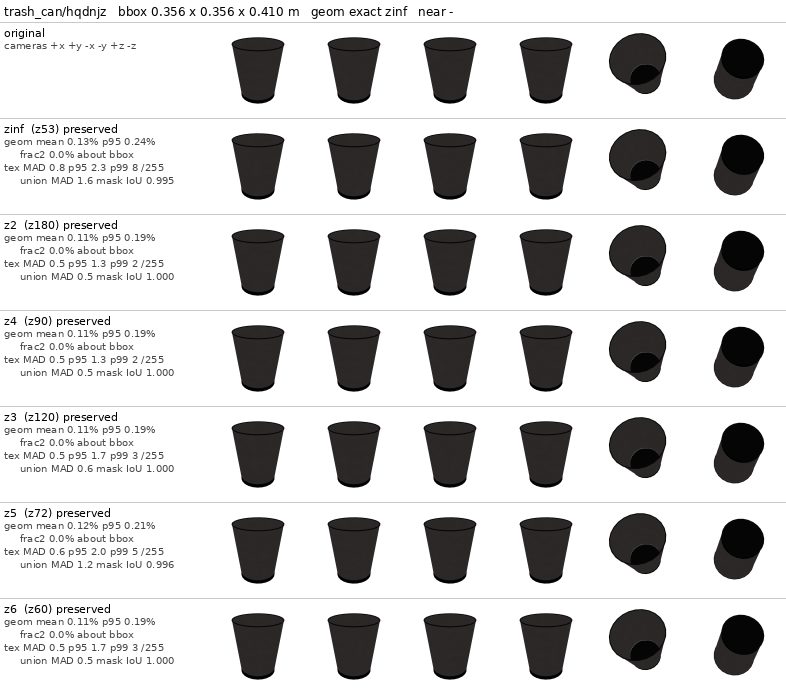 trash_can/hqdnjz   bbox 0.356 x 0.356 x 0.410 m   geom exact zinf   near -
original
cameras +x +y -x -y +z -z
zinf  (z53) preserved
geom mean 0.13% p95 0.24%
frac2 0.0% about bbox
tex MAD 0.8 p95 2.3 p99 8 /255
union MAD 1.6 mask IoU 0.995
z2  (z180) preserved
geom mean 0.11% p95 0.19%
frac2 0.0% about bbox
tex MAD 0.5 p95 1.3 p99 2 /255
union MAD 0.5 mask IoU 1.000
z4  (z90) preserved
geom mean 0.11% p95 0.19%
frac2 0.0% about bbox
tex MAD 0.5 p95 1.3 p99 2 /255
union MAD 0.5 mask IoU 1.000
z3  (z120) preserved
geom mean 0.11% p95 0.19%
frac2 0.0% about bbox
tex MAD 0.5 p95 1.7 p99 3 /255
union MAD 0.6 mask IoU 1.000
z5  (z72) preserved
geom mean 0.12% p95 0.21%
frac2 0.0% about bbox
tex MAD 0.6 p95 2.0 p99 5 /255
union MAD 1.2 mask IoU 0.996
z6  (z60) preserved
geom mean 0.11% p95 0.19%
frac2 0.0% about bbox
tex MAD 0.5 p95 1.7 p99 3 /255
union MAD 0.5 mask IoU 1.000